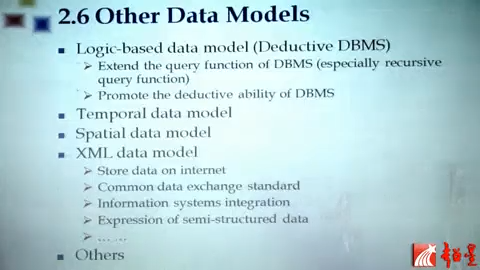 2.6 Other Data Models
Logic-based data model (Deductive DBMS)
Extend the query function of DBMS (especially recursive
query function)
Promote the deductive ability of DBMS
Temporal data model
Spatial data model
XML data model
Store data on internet
Common data exchange standard
Information systems integration
Expression of semi-structured data
... ...
Others